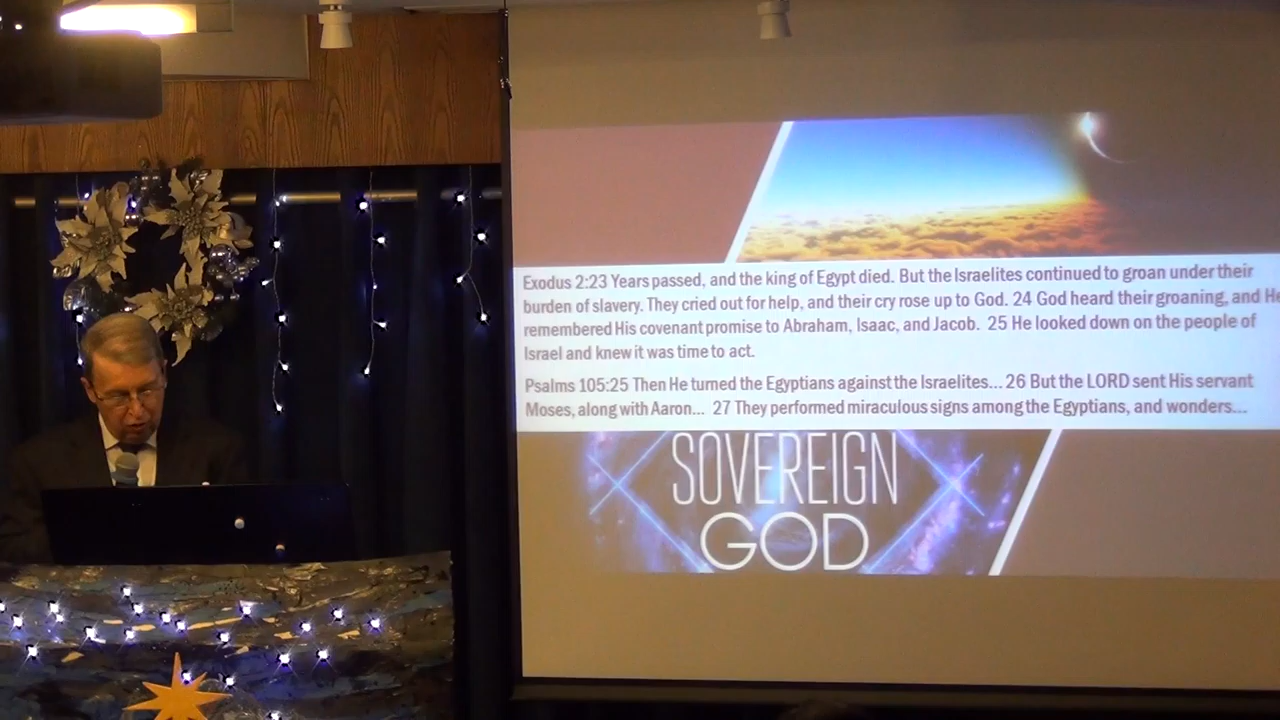 Exodus 2:23 Years passed, and the king of Egypt died. But the Israelites continued to groan under their
burden of slavery. They cried out for help, and their cry rose up to God. 24 God heard their groaning, and He
remembered His covenant promise to Abraham, Isaac, and Jacob. 25 He looked down on the people of
Israel and knew it was time to act.
Psalms 105:25 Then He turned the Egyptians against the Israelites... 26 But the LORD sent His servant
Moses, along with Aaron... 27 They performed miraculous signs among the Egyptians, and wonders...
SOVEREIGN
GOD